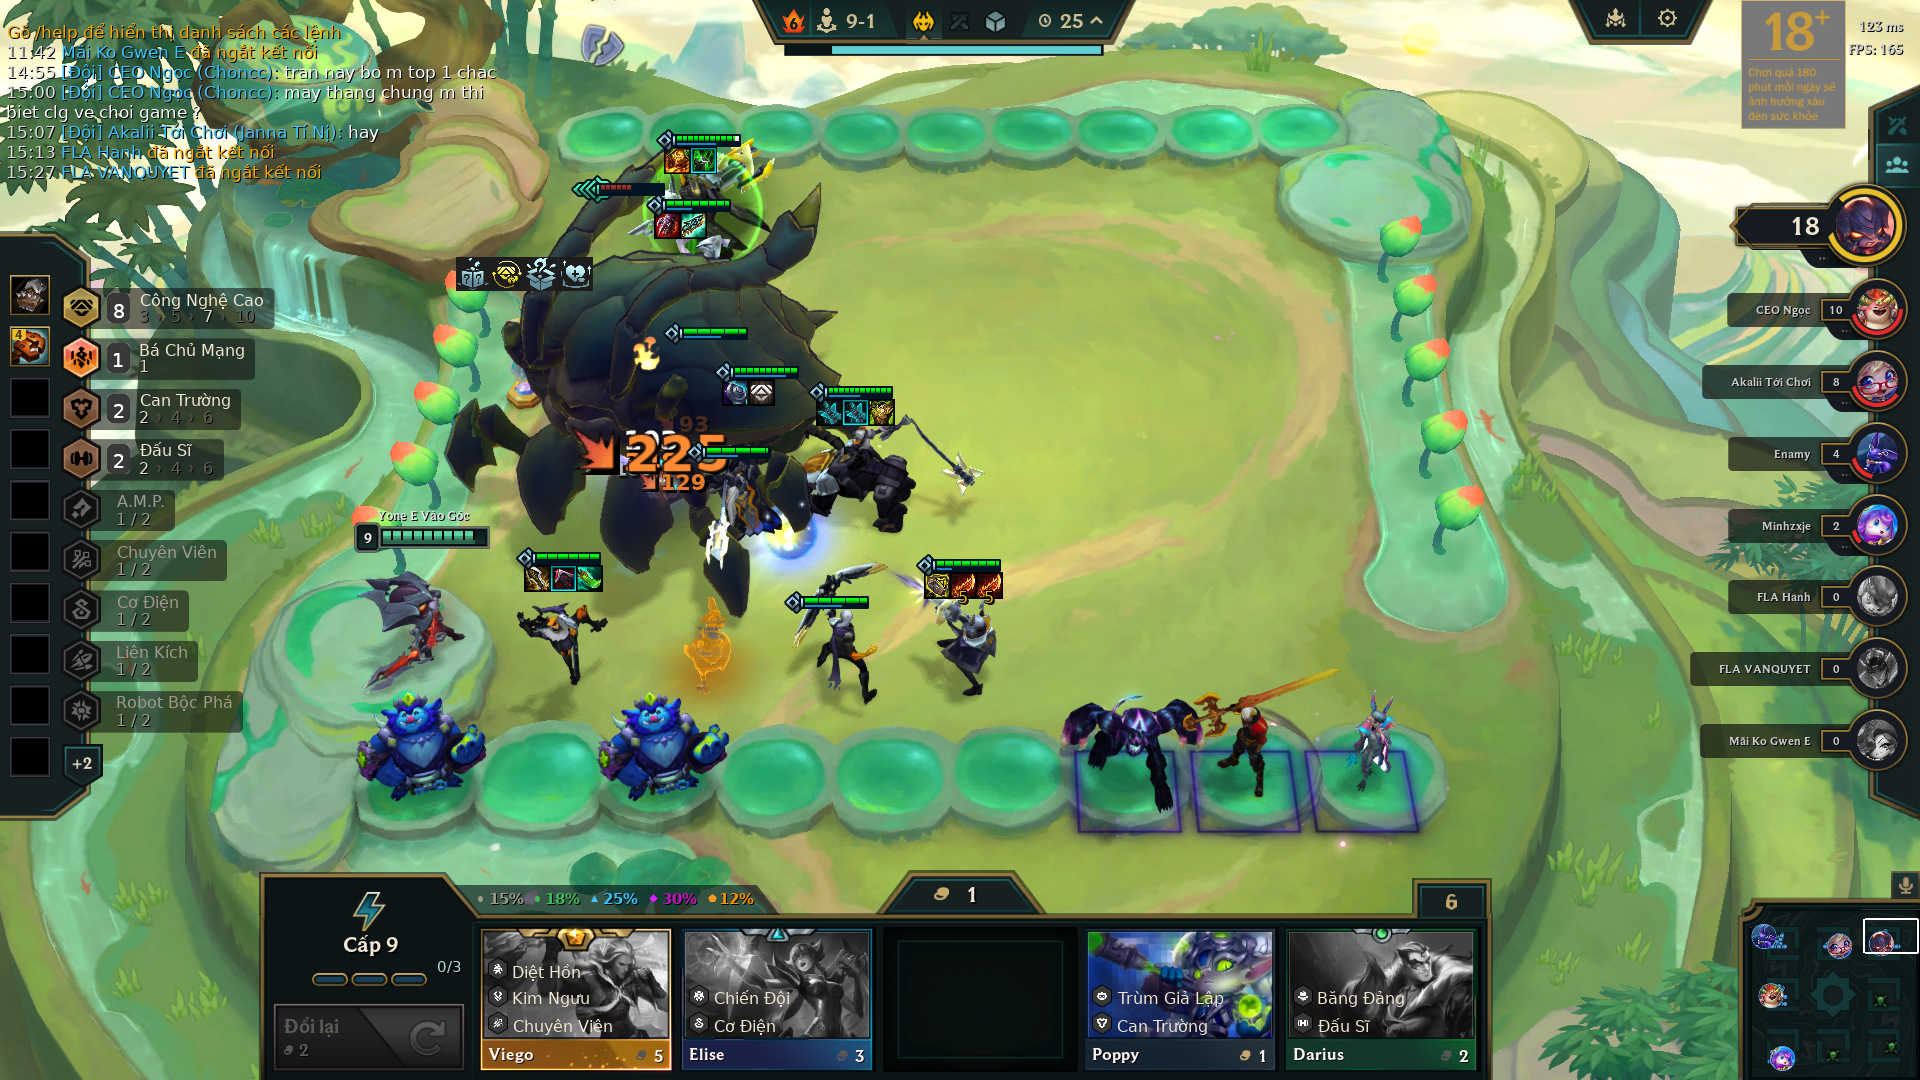 Gõ /help để hiển thị danh sách các lệnh
11:42 Mãi Ko Gwen E đã ngắt kết nối
14:55 [Đội] CEO Ngọc (Choncc): tran nay bo m top 1 chac
15:00 [Đội] CEO Ngọc (Choncc): may thang chung m thi
biet clg ve choi game ?
15:07 [Đội] Akalii Tới Chơi (Janna Tí Nị): hay
15:13 FLA Hanh đã ngắt kết nối
15:27 FLA VANQUYET đã ngắt kết nối
6
9-1
25
18+
Chơi quá 180
phút mỗi ngày sẽ
ảnh hưởng xấu
đến sức khỏe
123 ms
FPS: 165
18
CEO Ngọc 10
Akalii Tới Chơi 8
Enamy 4
Minhzxje 2
FLA Hanh 0
FLA VANQUYET 0
Mãi Ko Gwen E 0
8 Công Nghệ Cao
3 › 5 › 7 › 10
4
1 Bá Chủ Mạng
1
2 Can Trường
2 › 4 › 6
2 Đấu Sĩ
2 › 4 › 6
A.M.P.
1 / 2
Chuyên Viên
1 / 2
Cơ Điện
1 / 2
Liên Kích
1 / 2
Robot Bộc Phá
1 / 2
+2
93
225
129
Yone E Vào Góc
9
5 5
15% 18% 25% 30% 12%
1
6
Cấp 9
0/3
Đổi lại
2
Diệt Hồn
Kim Ngưu
Chuyên Viên
Viego 5
Chiến Đội
Cơ Điện
Elise 3
Trùm Giả Lập
Can Trường
Poppy 1
Băng Đảng
Đấu Sĩ
Darius 2